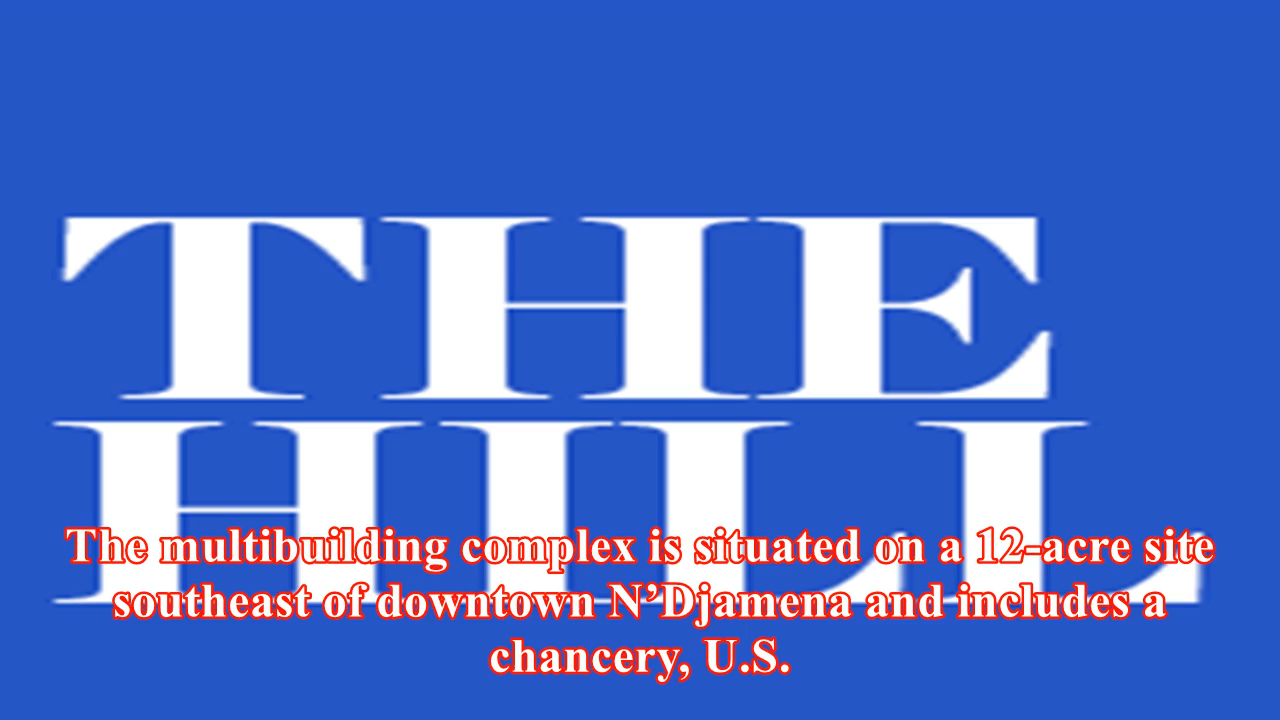 THE
HILL
The multibuilding complex is situated on a 12-acre site
southeast of downtown N’Djamena and includes a
chancery, U.S.